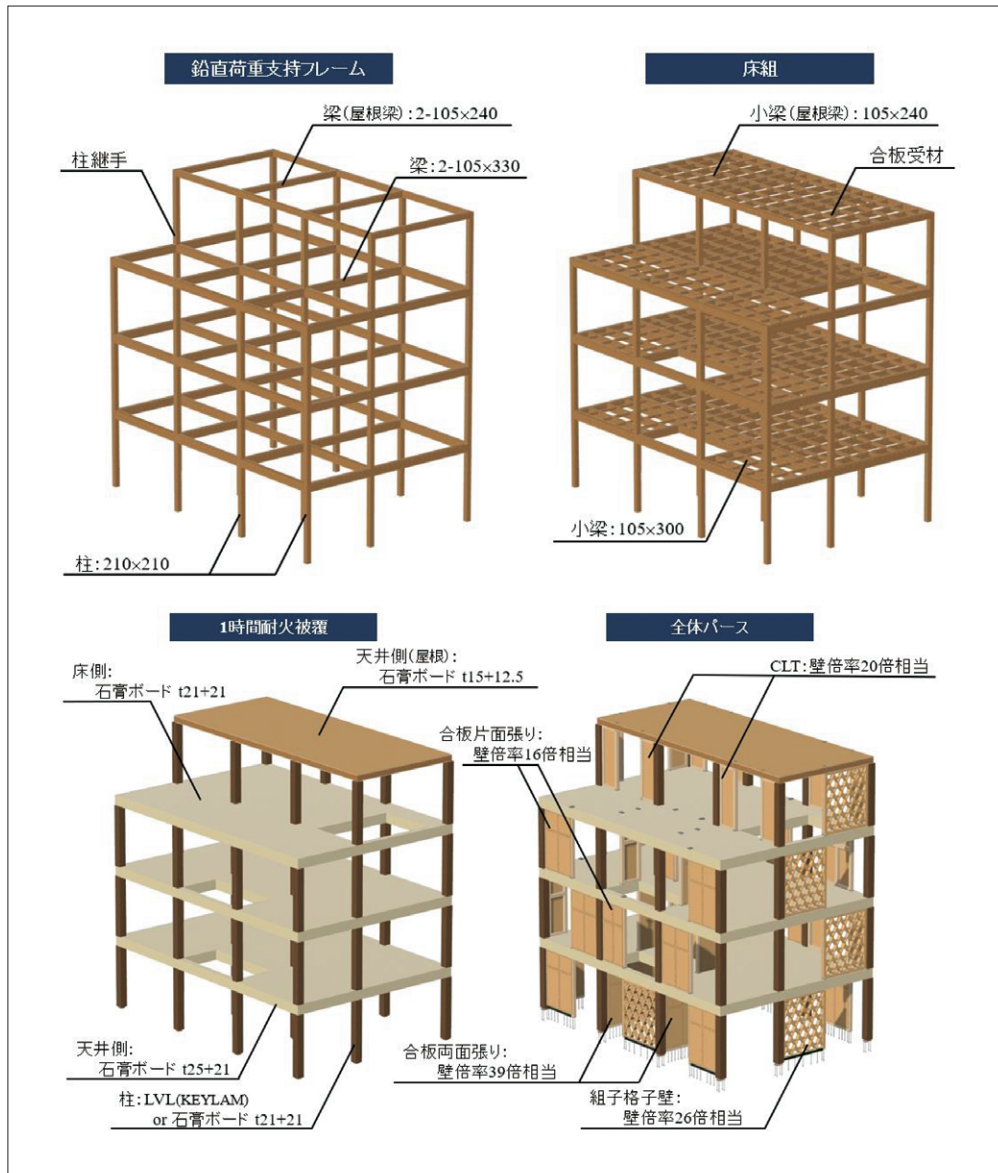 鉛直荷重支持フレーム
梁(屋根梁):2-105×240
柱継手
梁:2-105×330
柱:210×210
床組
小梁(屋根梁):105×240
合板受材
小梁:105×300
1時間耐火被覆
床側:
石膏ボード t21+21
天井側(屋根):
石膏ボード t15+12.5
天井側:
石膏ボード t25+21
柱:LVL(KEYLAM)
or 石膏ボード t21+21
全体パース
CLT:壁倍率20倍相当
合板片面張り:
壁倍率16倍相当
合板両面張り:
壁倍率39倍相当
組子格子壁:
壁倍率26倍相当